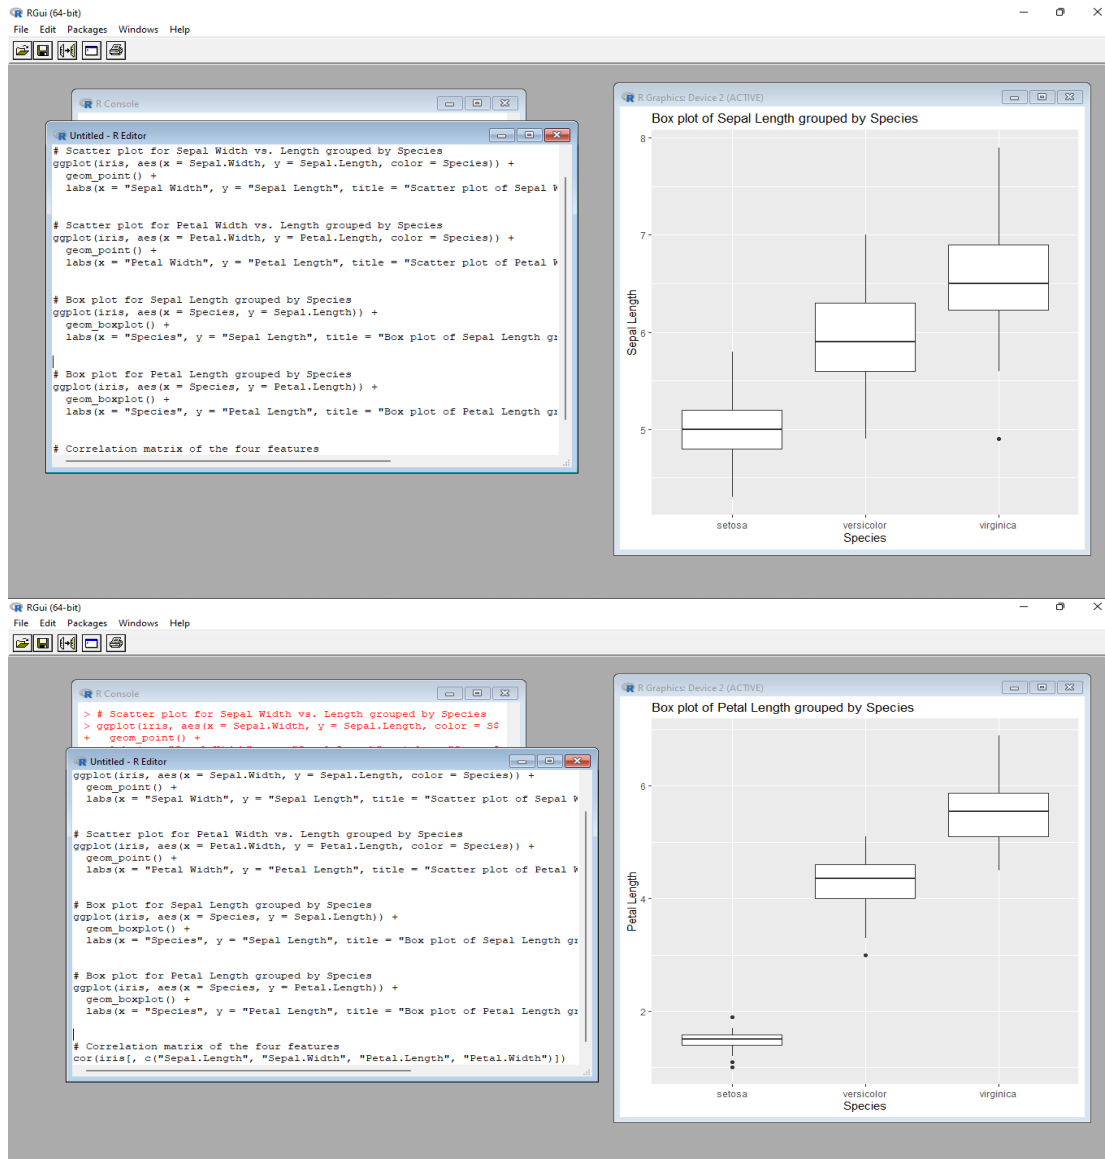 RGui (64-bit)
File Edit Packages Windows Help
R Console
Untitled - R Editor
# Scatter plot for Sepal Width vs. Length grouped by Species
ggplot(iris, aes(x = Sepal.Width, y = Sepal.Length, color = Species)) +
  geom_point() +
  labs(x = "Sepal Width", y = "Sepal Length", title = "Scatter plot of Sepal W
# Scatter plot for Petal Width vs. Length grouped by Species
ggplot(iris, aes(x = Petal.Width, y = Petal.Length, color = Species)) +
  geom_point() +
  labs(x = "Petal Width", y = "Petal Length", title = "Scatter plot of Petal W
# Box plot for Sepal Length grouped by Species
ggplot(iris, aes(x = Species, y = Sepal.Length)) +
  geom_boxplot() +
  labs(x = "Species", y = "Sepal Length", title = "Box plot of Sepal Length gr
# Box plot for Petal Length grouped by Species
ggplot(iris, aes(x = Species, y = Petal.Length)) +
  geom_boxplot() +
  labs(x = "Species", y = "Petal Length", title = "Box plot of Petal Length gr
# Correlation matrix of the four features
R Graphics: Device 2 (ACTIVE)
Box plot of Sepal Length grouped by Species
8
7
6
5
Sepal Length
setosa versicolor virginica
Species
RGui (64-bit)
File Edit Packages Windows Help
R Console
> # Scatter plot for Sepal Width vs. Length grouped by Species
> ggplot(iris, aes(x = Sepal.Width, y = Sepal.Length, color = S$
+   geom_point() +
Untitled - R Editor
ggplot(iris, aes(x = Sepal.Width, y = Sepal.Length, color = Species)) +
  geom_point() +
  labs(x = "Sepal Width", y = "Sepal Length", title = "Scatter plot of Sepal W
# Scatter plot for Petal Width vs. Length grouped by Species
ggplot(iris, aes(x = Petal.Width, y = Petal.Length, color = Species)) +
  geom_point() +
  labs(x = "Petal Width", y = "Petal Length", title = "Scatter plot of Petal W
# Box plot for Sepal Length grouped by Species
ggplot(iris, aes(x = Species, y = Sepal.Length)) +
  geom_boxplot() +
  labs(x = "Species", y = "Sepal Length", title = "Box plot of Sepal Length gr
# Box plot for Petal Length grouped by Species
ggplot(iris, aes(x = Species, y = Petal.Length)) +
  geom_boxplot() +
  labs(x = "Species", y = "Petal Length", title = "Box plot of Petal Length gr
# Correlation matrix of the four features
cor(iris[, c("Sepal.Length", "Sepal.Width", "Petal.Length", "Petal.Width")])
R Graphics: Device 2 (ACTIVE)
Box plot of Petal Length grouped by Species
6
4
2
Petal Length
setosa versicolor virginica
Species